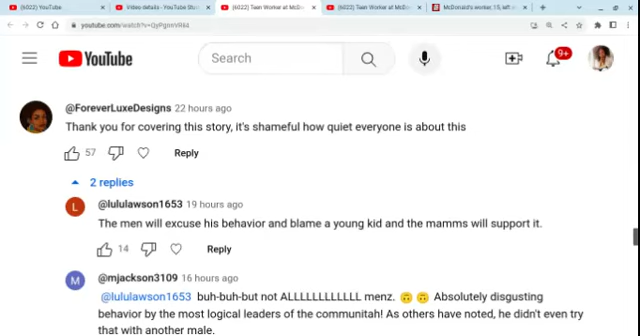 (6022) YouTube
Video details - YouTube Stu
(6022) Teen Worker at McDo
(6022) Teen Worker at McDo
McDonald's worker, 15, left
youtube.com/watch?v=QyPgmnVR84
YouTube
Search
9+
@ForeverLuxeDesigns 22 hours ago
Thank you for covering this story, it's shameful how quiet everyone is about this
57 Reply
2 replies
L
@lululawson1653 19 hours ago
The men will excuse his behavior and blame a young kid and the mamms will support it.
14 Reply
M
@mjackson3109 16 hours ago
@lululawson1653 buh-buh-but not ALLLLLLLLLLLL menz. 🙃 🙃 Absolutely disgusting
behavior by the most logical leaders of the communitah! As others have noted, he didn't even try
that with another male.